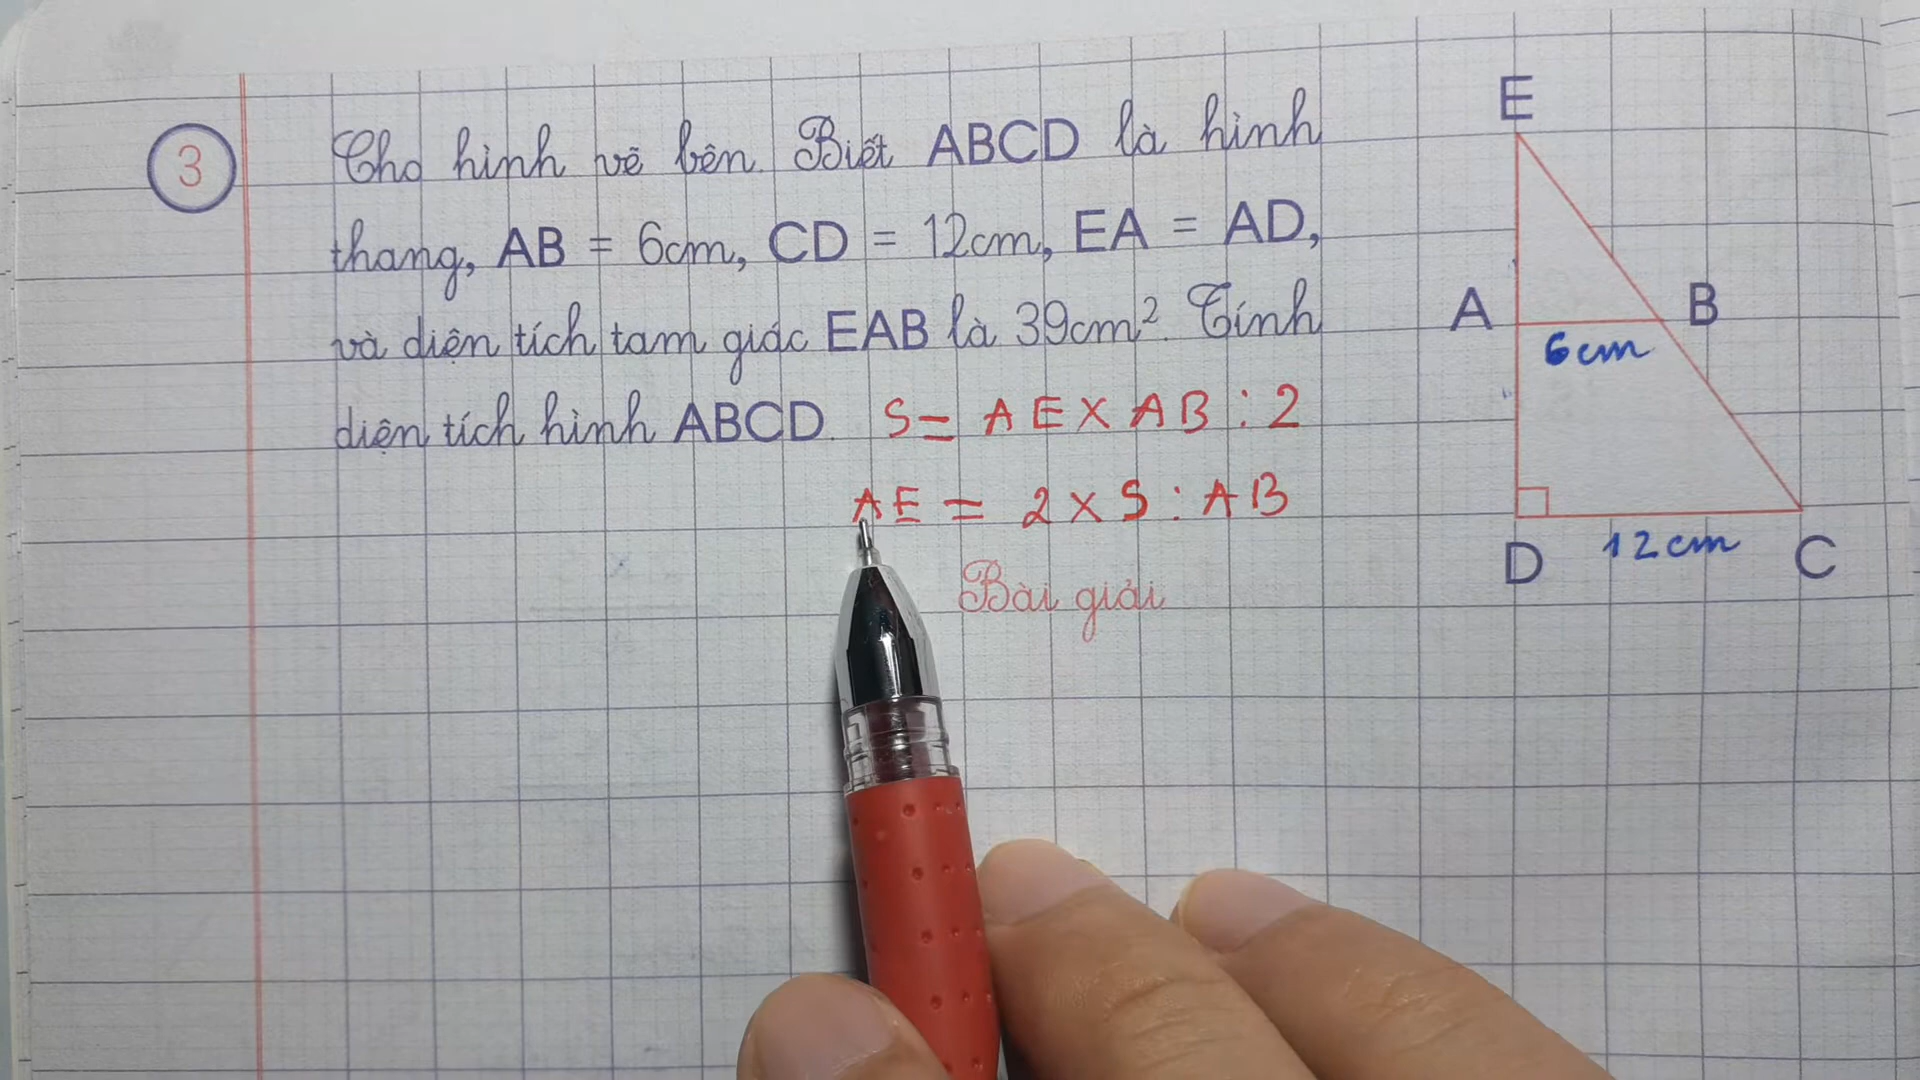 3
Cho hình vẽ bên. Biết ABCD là hình
thang, AB = 6cm, CD = 12cm, EA = AD,
và diện tích tam giác EAB là 39cm². Tính
diện tích hình ABCD.
S = AE X AB : 2
AE = 2 X S : AB
Bài giải
E
A
B
6cm
D
12cm
C